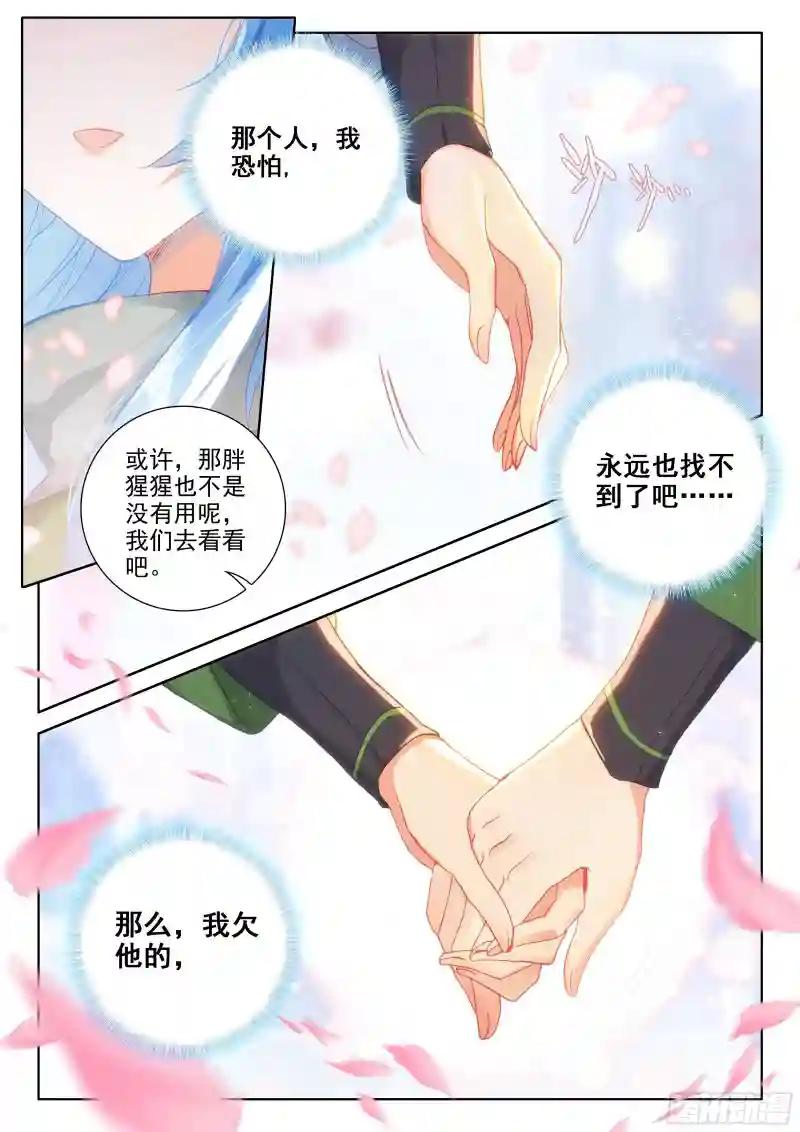 那个人，我
恐怕，
永远也找不
到了吧……
或许，那胖
猩猩也不是
没有用呢，
我们去看看
吧。
那么，我欠
他的，